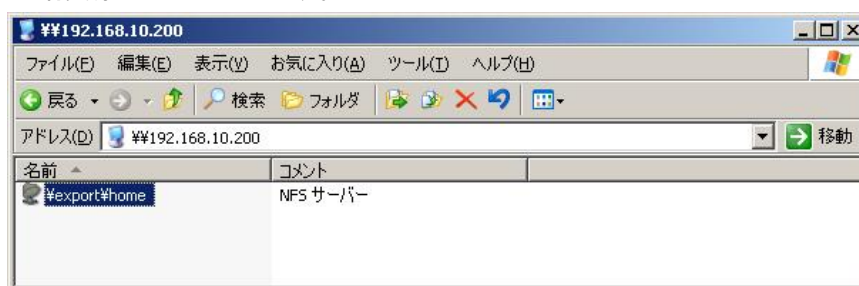 ¥¥192.168.10.200
ファイル(F) 編集(E) 表示(V) お気に入り(A) ツール(T) ヘルプ(H)
戻る 検索 フォルダ
アドレス(D) ¥¥192.168.10.200 移動
名前 コメント
¥export¥home NFS サーバー